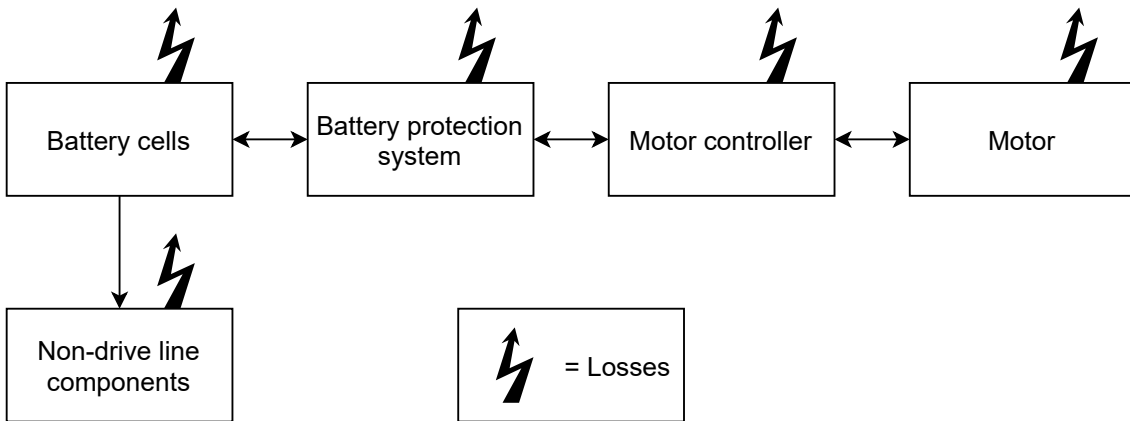 Battery cells
Battery protection
system
Motor controller
Motor
Non-drive line
components
= Losses